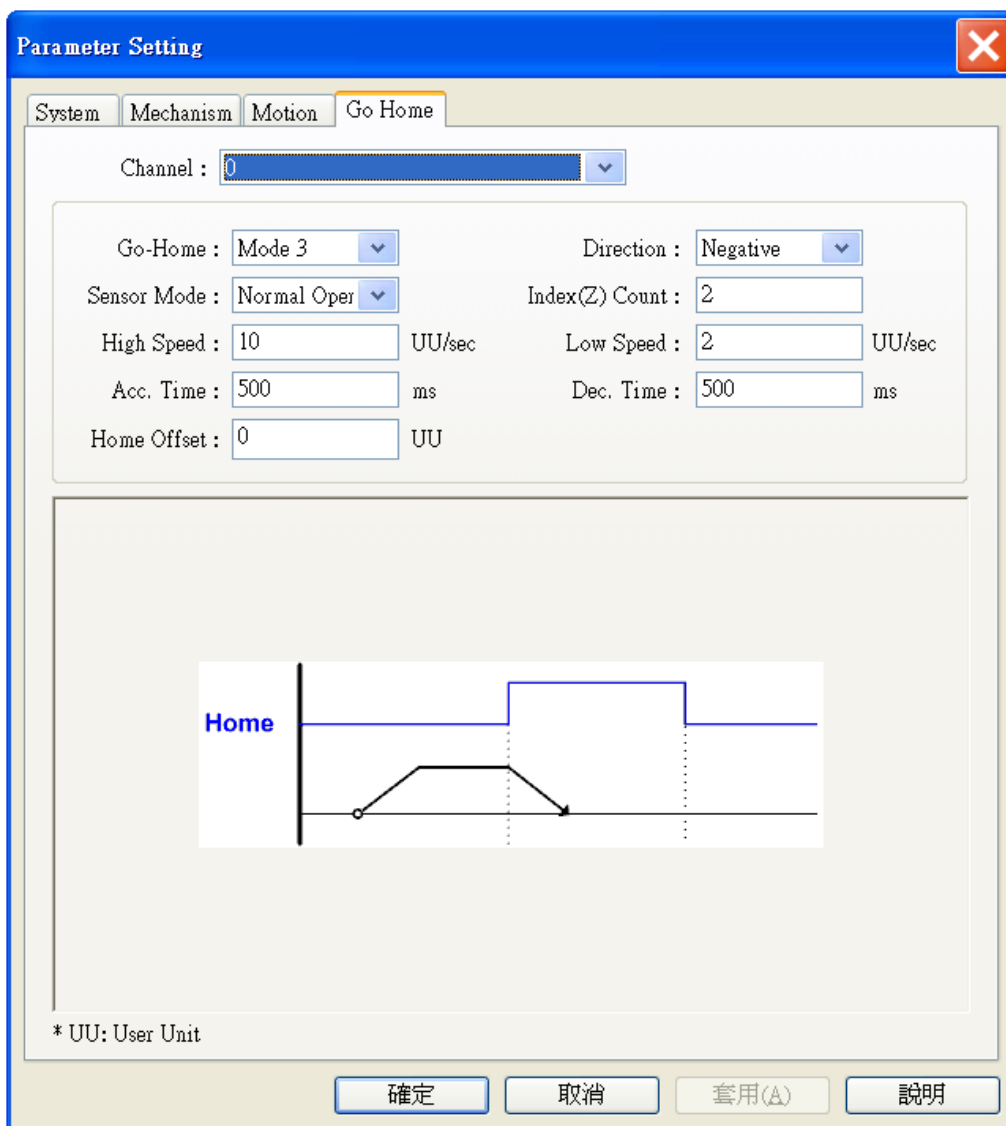 Parameter Setting
System Mechanism Motion Go Home
Channel : 0
Go-Home : Mode 3 Direction : Negative
Sensor Mode : Normal Oper Index(Z) Count : 2
High Speed : 10 UU/sec Low Speed : 2 UU/sec
Acc. Time : 500 ms Dec. Time : 500 ms
Home Offset : 0 UU
Home
* UU: User Unit
確定 取消 套用(A) 說明